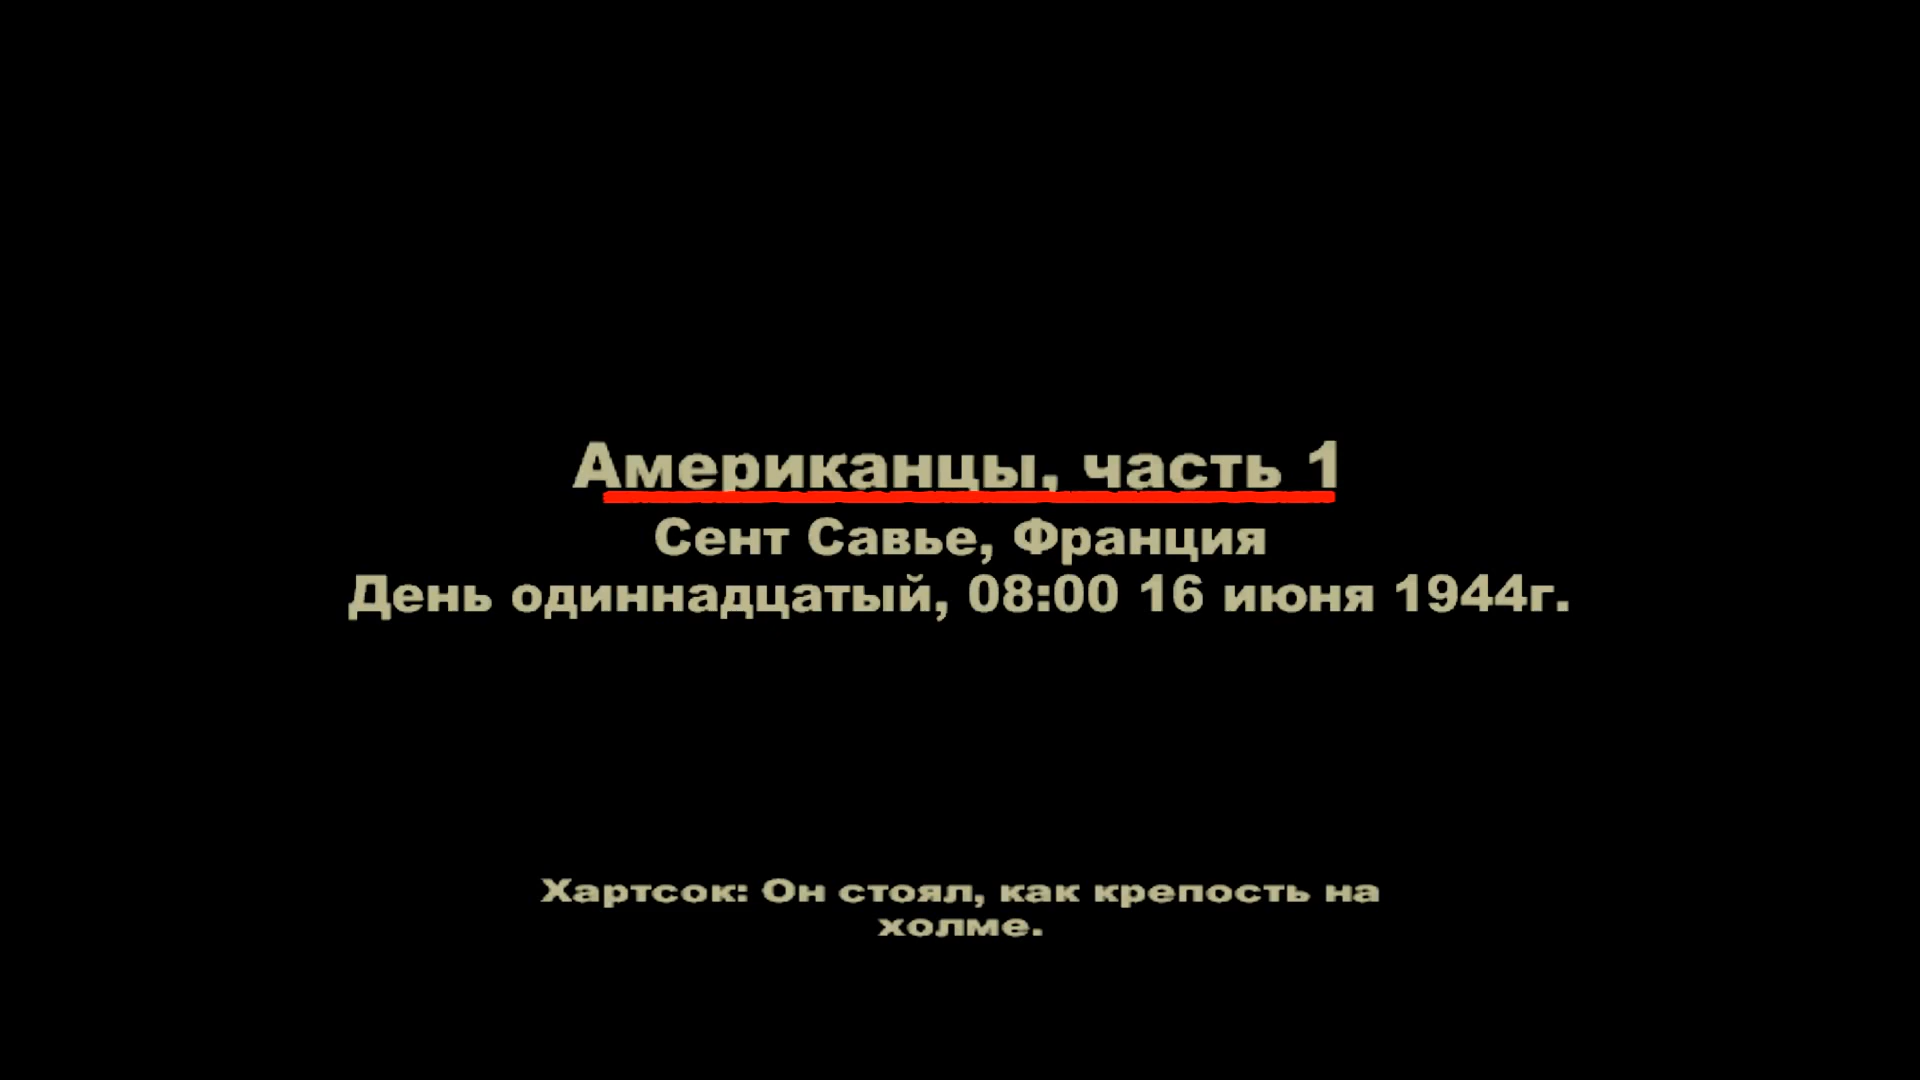 Американцы, часть 1
Сент Савье, Франция
День одиннадцатый, 08:00 16 июня 1944г.
Хартсок: Он стоял, как крепость на
холме.